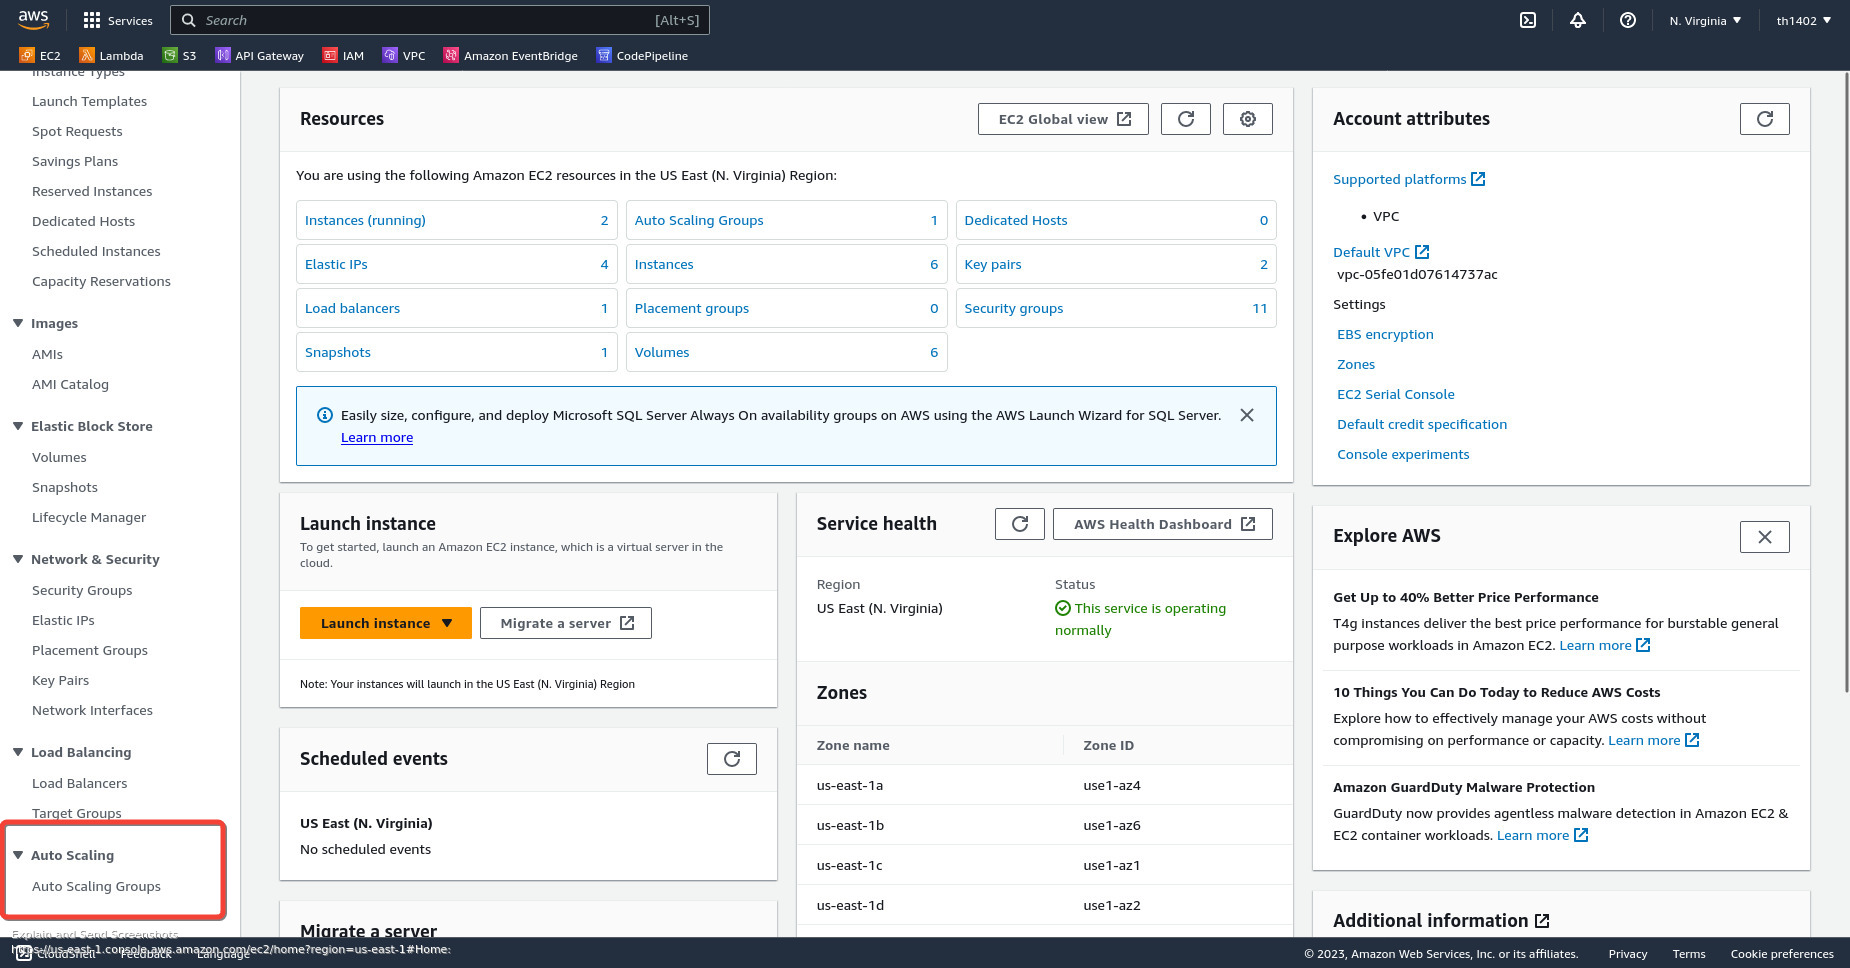 aws
Services
Search
[Alt+S]
N. Virginia
th1402
EC2
Lambda
S3
API Gateway
IAM
VPC
Amazon EventBridge
CodePipeline
Instance Types
Launch Templates
Spot Requests
Savings Plans
Reserved Instances
Dedicated Hosts
Scheduled Instances
Capacity Reservations
Images
AMIs
AMI Catalog
Elastic Block Store
Volumes
Snapshots
Lifecycle Manager
Network & Security
Security Groups
Elastic IPs
Placement Groups
Key Pairs
Network Interfaces
Load Balancing
Load Balancers
Target Groups
Auto Scaling
Auto Scaling Groups
Explain and Send Screenshots
Resources
EC2 Global view
You are using the following Amazon EC2 resources in the US East (N. Virginia) Region:
Instances (running) 2
Auto Scaling Groups 1
Dedicated Hosts 0
Elastic IPs 4
Instances 6
Key pairs 2
Load balancers 1
Placement groups 0
Security groups 11
Snapshots 1
Volumes 6
Easily size, configure, and deploy Microsoft SQL Server Always On availability groups on AWS using the AWS Launch Wizard for SQL Server.
Learn more
Launch instance
To get started, launch an Amazon EC2 instance, which is a virtual server in the
cloud.
Launch instance
Migrate a server
Note: Your instances will launch in the US East (N. Virginia) Region
Scheduled events
US East (N. Virginia)
No scheduled events
Migrate a server
Service health
AWS Health Dashboard
Region
US East (N. Virginia)
Status
This service is operating
normally
Zones
Zone name Zone ID
us-east-1a use1-az4
us-east-1b use1-az6
us-east-1c use1-az1
us-east-1d use1-az2
Account attributes
Supported platforms
• VPC
Default VPC
vpc-05fe01d07614737ac
Settings
EBS encryption
Zones
EC2 Serial Console
Default credit specification
Console experiments
Explore AWS
Get Up to 40% Better Price Performance
T4g instances deliver the best price performance for burstable general
purpose workloads in Amazon EC2. Learn more
10 Things You Can Do Today to Reduce AWS Costs
Explore how to effectively manage your AWS costs without
compromising on performance or capacity. Learn more
Amazon GuardDuty Malware Protection
GuardDuty now provides agentless malware detection in Amazon EC2 &
EC2 container workloads. Learn more
Additional information
https://us-east-1.console.aws.amazon.com/ec2/home?region=us-east-1#Home:
CloudShell
Feedback
Language
© 2023, Amazon Web Services, Inc. or its affiliates.
Privacy
Terms
Cookie preferences